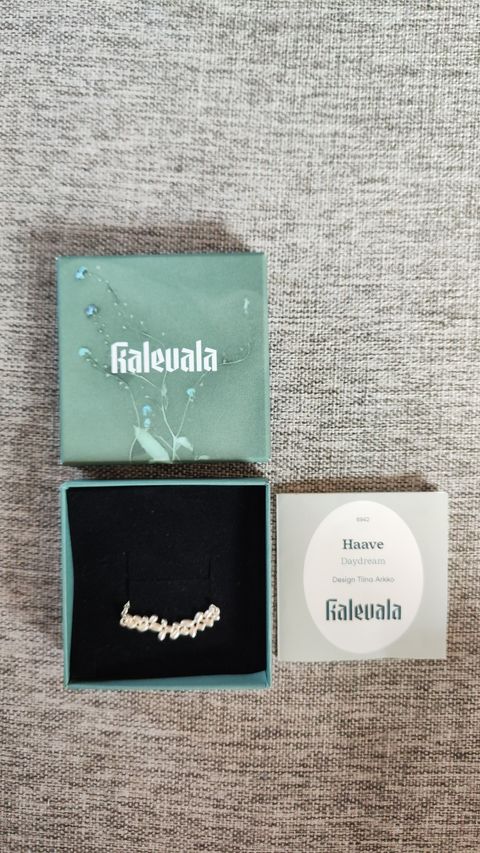 Kalevala
6942
Haave
Daydream
Design Tiina Arkko
Kalevala